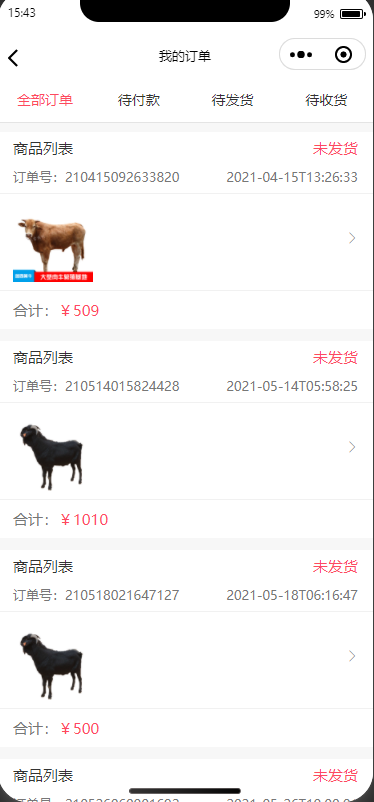 15:43
99%
我的订单
全部订单 待付款 待发货 待收货
商品列表 未发货
订单号：210415092633820 2021-04-15T13:26:33
合计：￥509
商品列表 未发货
订单号：210514015824428 2021-05-14T05:58:25
合计：￥1010
商品列表 未发货
订单号：210518021647127 2021-05-18T06:16:47
合计：￥500
商品列表 未发货